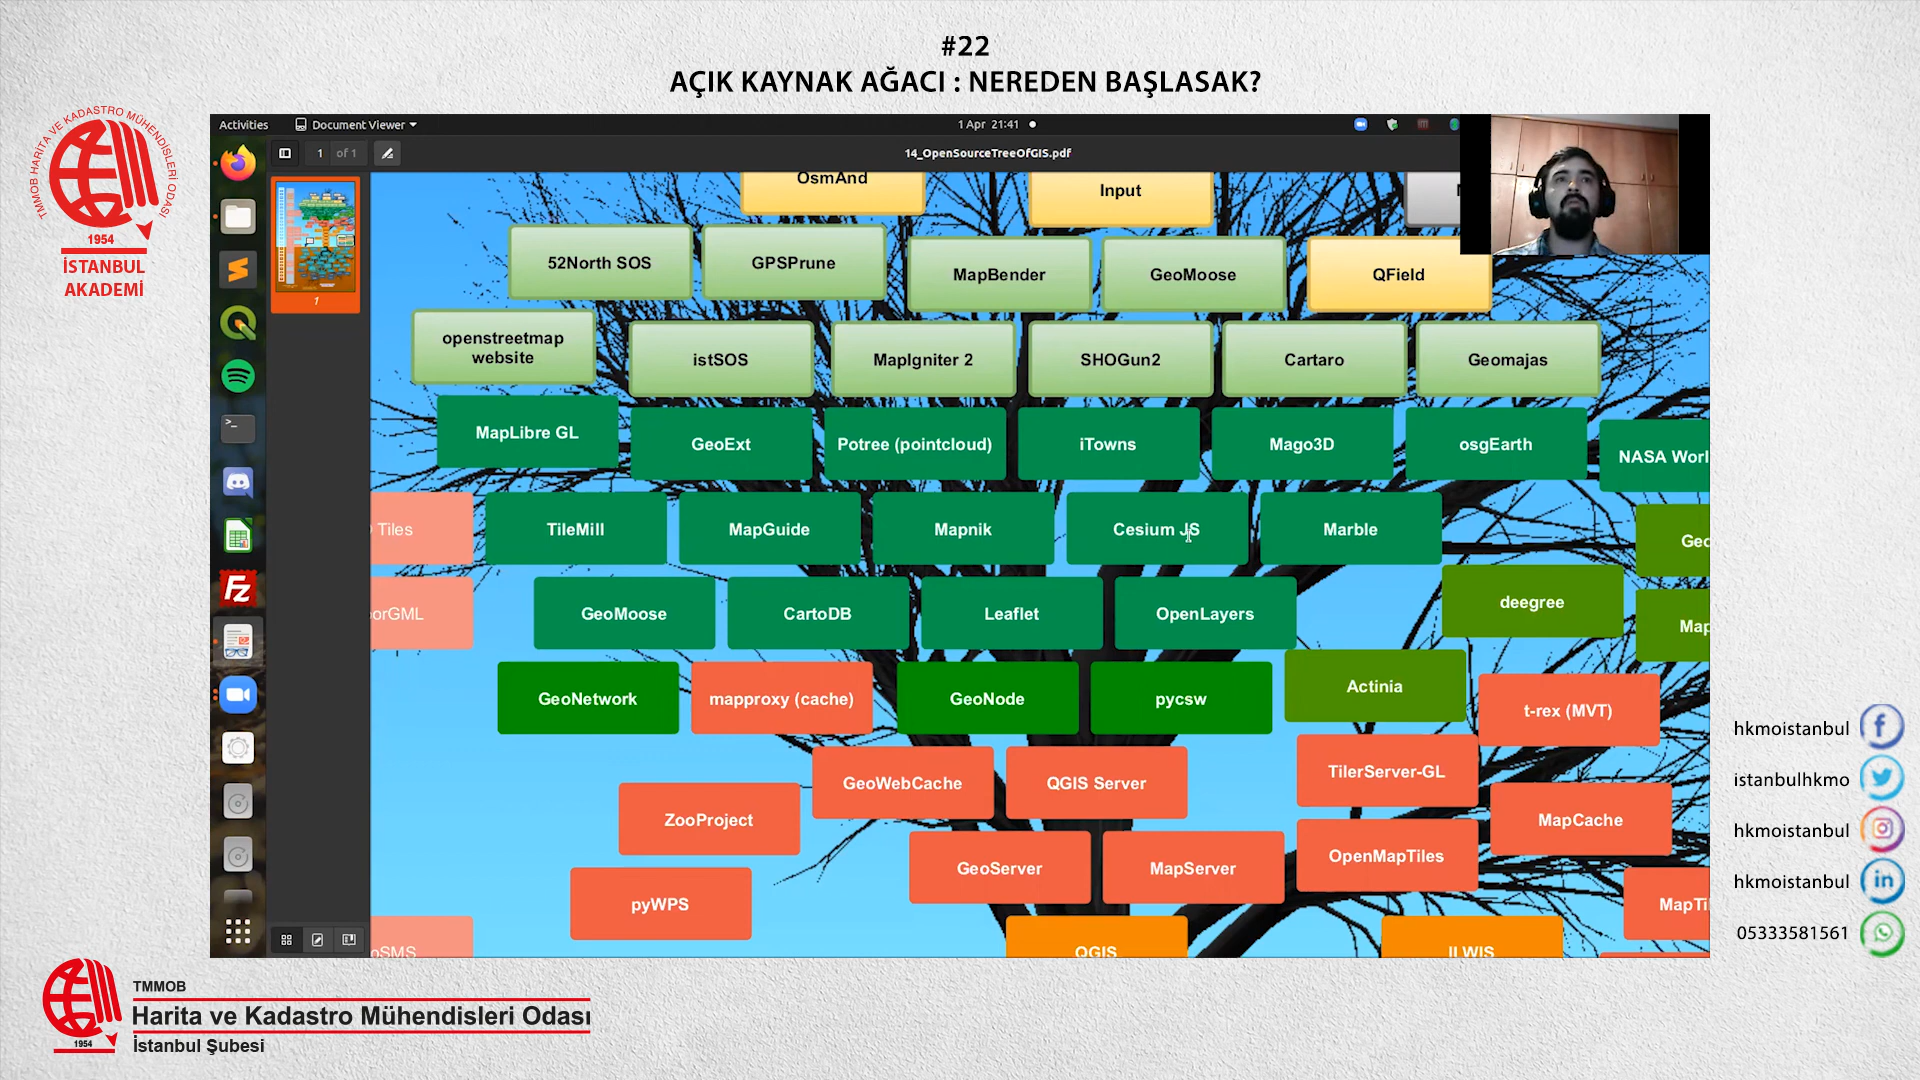 #22
AÇIK KAYNAK AĞACI : NEREDEN BAŞLASAK?
TMMOB HARİTA VE KADASTRO MÜHENDİSLERİ ODASI
1954
İSTANBUL
AKADEMİ
Activities
Document Viewer
1 Apr 21:41
1 of 1
14_OpenSourceTreeOfGIS.pdf
1
OsmAnd
Input
52North SOS
GPSPrune
MapBender
GeoMoose
QField
openstreetmap
website
istSOS
MapIgniter 2
SHOGun2
Cartaro
Geomajas
MapLibre GL
GeoExt
Potree (pointcloud)
iTowns
Mago3D
osgEarth
NASA Worl
Tiles
TileMill
MapGuide
Mapnik
Cesium JS
Marble
Geo
orGML
GeoMoose
CartoDB
Leaflet
OpenLayers
deegree
Map
GeoNetwork
mapproxy (cache)
GeoNode
pycsw
Actinia
t-rex (MVT)
GeoWebCache
QGIS Server
TilerServer-GL
ZooProject
MapCache
GeoServer
MapServer
OpenMapTiles
pyWPS
MapTi
SMS
QGIS
ILWIS
hkmoistanbul
istanbulhkmo
hkmoistanbul
hkmoistanbul
05333581561
1954
TMMOB
Harita ve Kadastro Mühendisleri Odası
İstanbul Şubesi